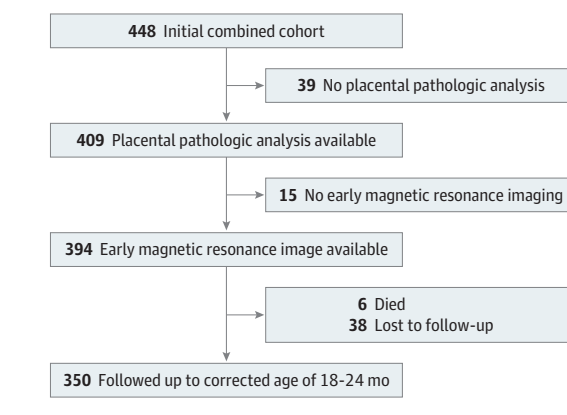 448 Initial combined cohort
39 No placental pathologic analysis
409 Placental pathologic analysis available
15 No early magnetic resonance imaging
394 Early magnetic resonance image available
6 Died
38 Lost to follow-up
350 Followed up to corrected age of 18-24 mo